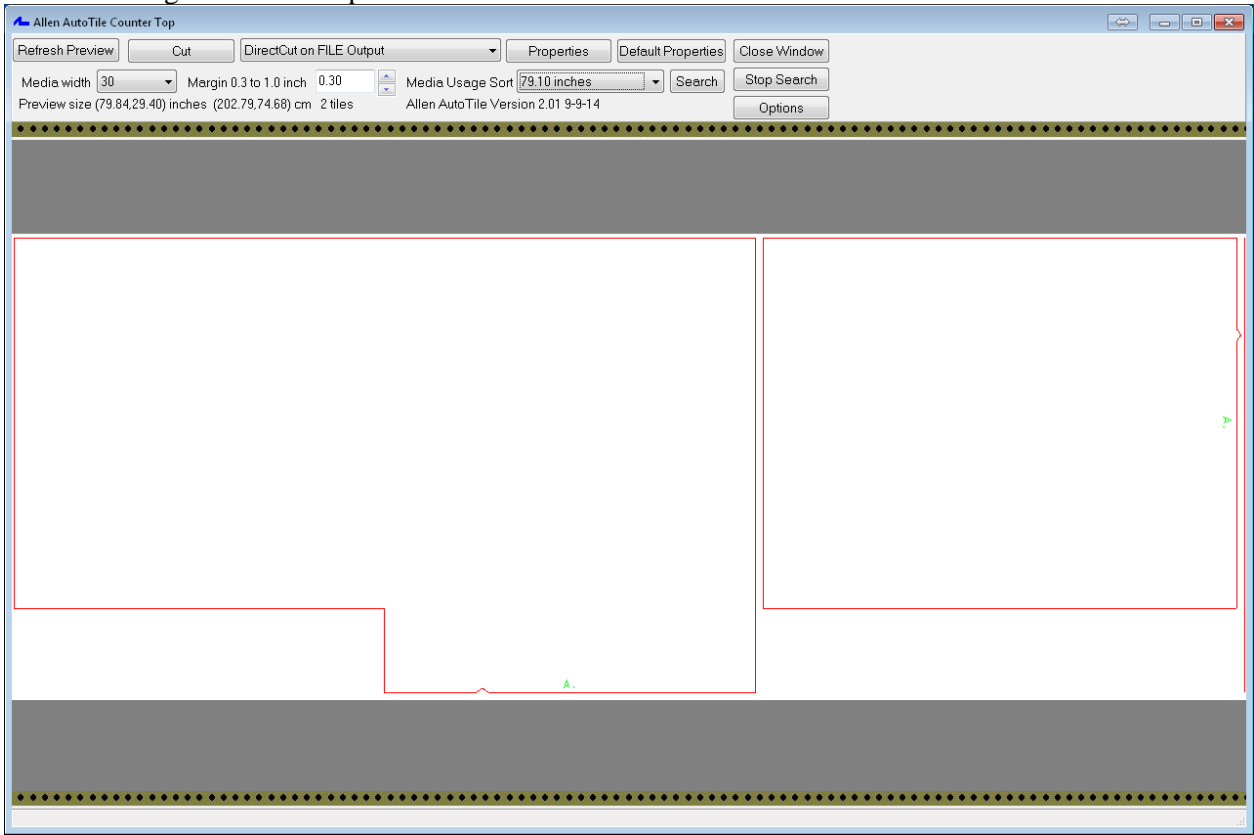 Allen AutoTile Counter Top
Refresh Preview Cut DirectCut on FILE Output Properties Default Properties Close Window
Media width 30 Margin 0.3 to 1.0 inch 0.30 Media Usage Sort 79.10 inches Search Stop Search
Preview size (79.84,29.40) inches (202.79,74.68) cm 2 tiles Allen AutoTile Version 2.01 9-9-14 Options
A.
A.